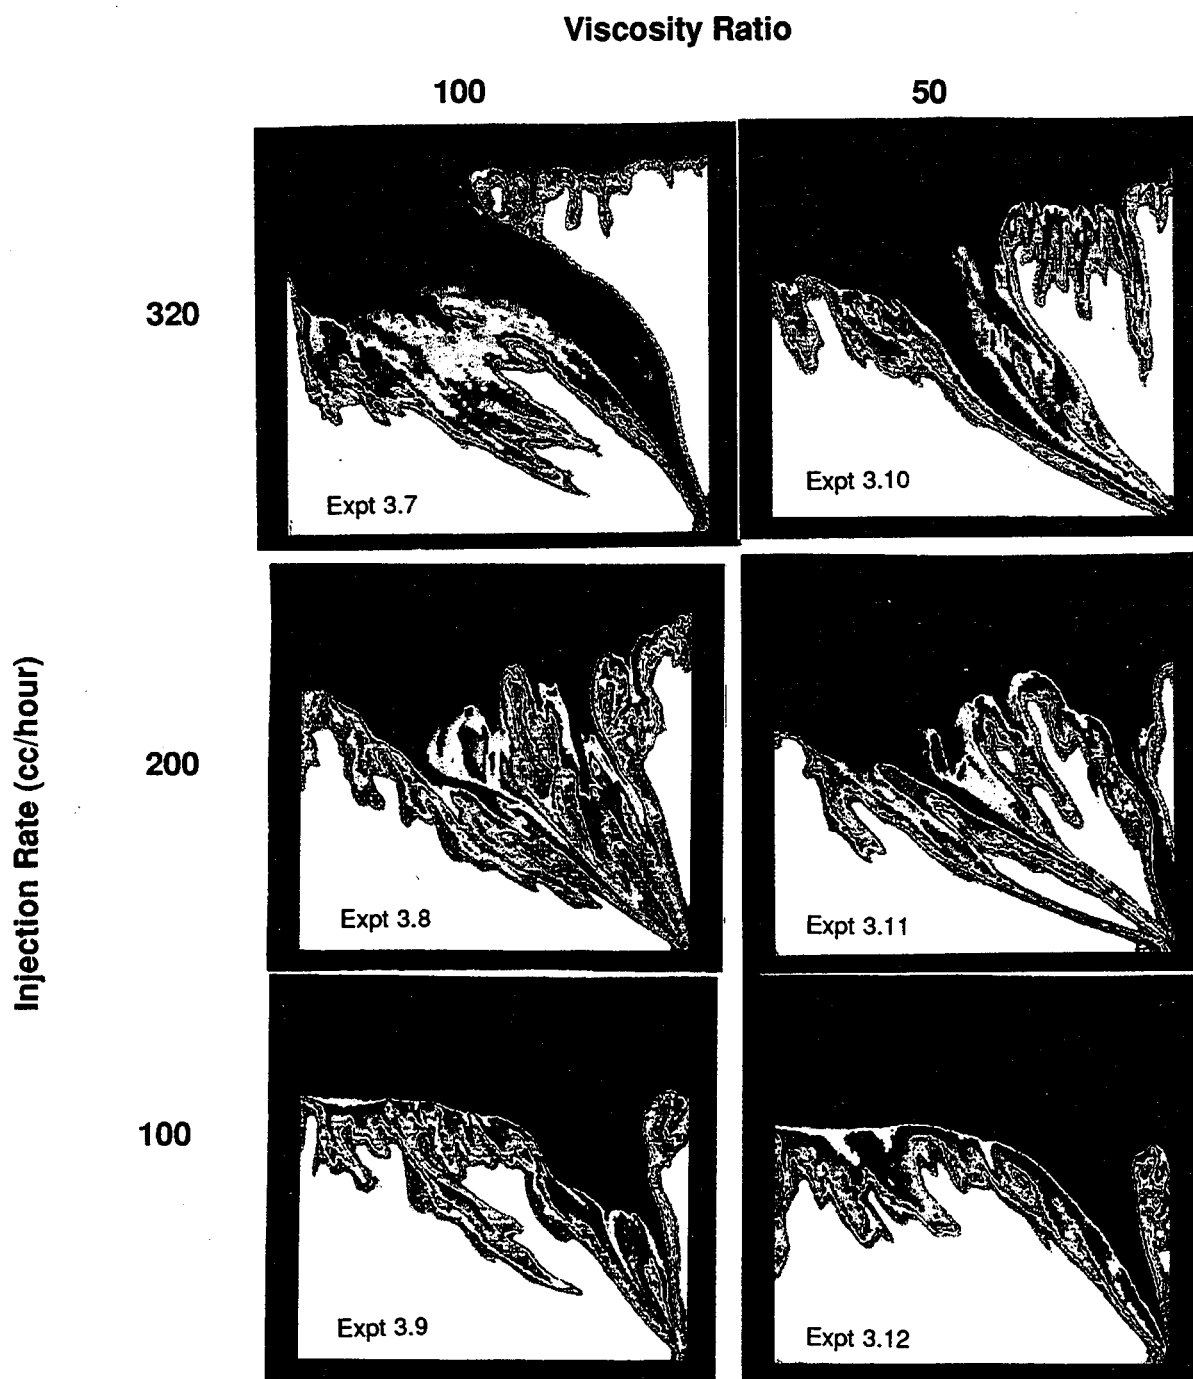 Viscosity Ratio
100 50
320
Expt 3.7
Expt 3.10
Injection Rate (cc/hour)
200
Expt 3.8
Expt 3.11
100
Expt 3.9
Expt 3.12